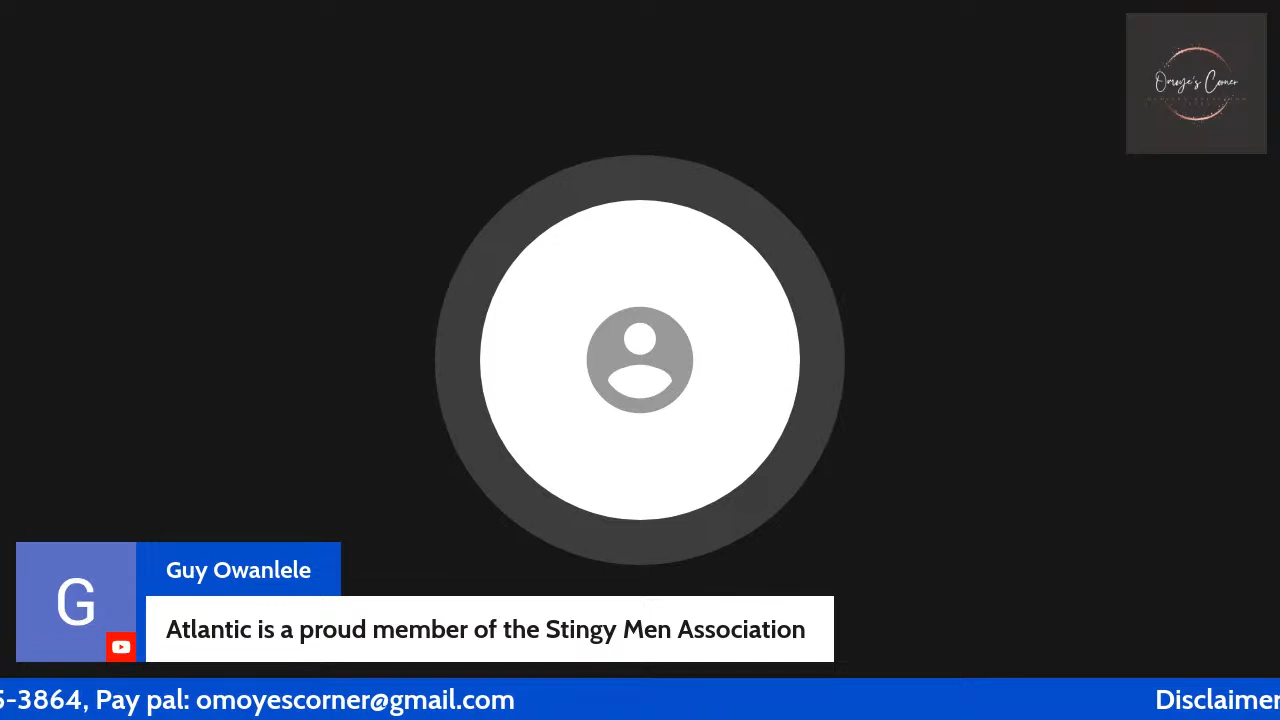 Omoye's Corner
G
Guy Owanlele
Atlantic is a proud member of the Stingy Men Association
5-3864, Pay pal: omoyescorner@gmail.com
Disclaimer